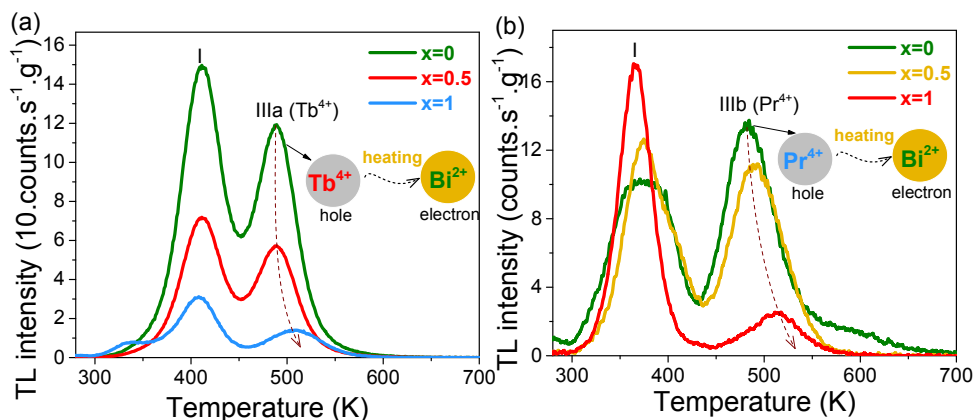 (a)
TL intensity (10.counts.s⁻¹.g⁻¹)
15
14
12
10
8
6
4
2
0
300 400 500 600 700
Temperature (K)
I
x=0
x=0.5
x=1
IIIa (Tb⁴⁺)
heating
Tb⁴⁺
Bi²⁺
hole
electron
(b)
TL intensity (counts.s⁻¹.g⁻¹)
16
12
8
4
0
300 400 500 600 700
Temperature (K)
I
x=0
x=0.5
x=1
IIIb (Pr⁴⁺)
heating
Pr⁴⁺
Bi²⁺
hole
electron